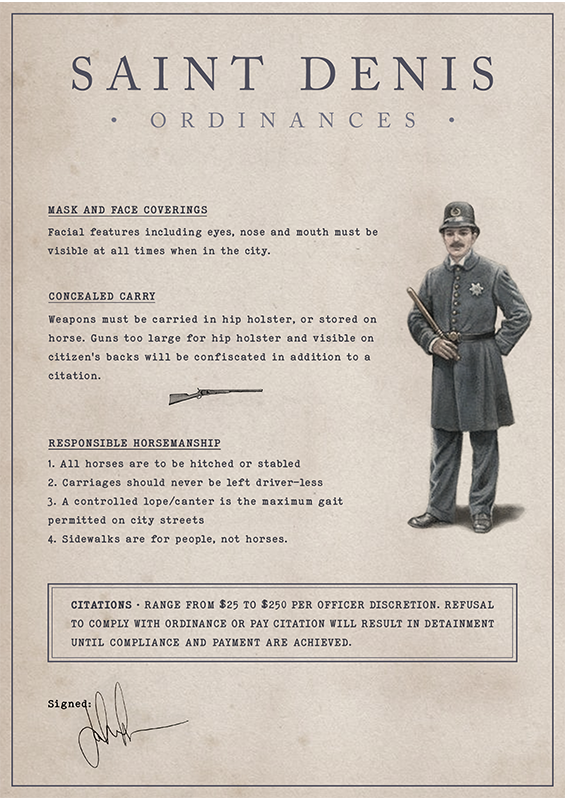 SAINT DENIS
• ORDINANCES •
MASK AND FACE COVERINGS
Facial features including eyes, nose and mouth must be
visible at all times when in the city.
CONCEALED CARRY
Weapons must be carried in hip holster, or stored on
horse. Guns too large for hip holster and visible on
citizen's backs will be confiscated in addition to a
citation.
RESPONSIBLE HORSEMANSHIP
1. All horses are to be hitched or stabled
2. Carriages should never be left driver-less
3. A controlled lope/canter is the maximum gait
permitted on city streets
4. Sidewalks are for people, not horses.
CITATIONS · RANGE FROM $25 TO $250 PER OFFICER DISCRETION. REFUSAL
TO COMPLY WITH ORDINANCE OR PAY CITATION WILL RESULT IN DETAINMENT
UNTIL COMPLIANCE AND PAYMENT ARE ACHIEVED.
Signed: